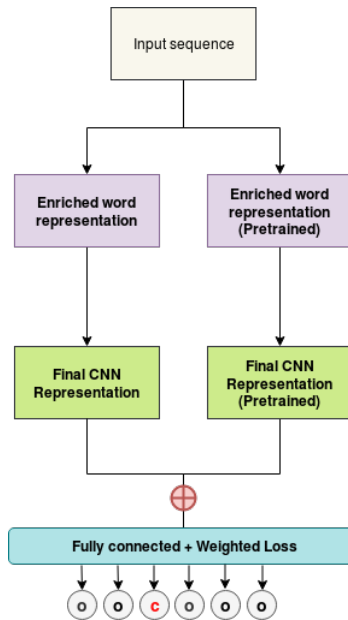 Input sequence
Enriched word
representation
Enriched word
representation
(Pretrained)
Final CNN
Representation
Final CNN
Representation
(Pretrained)
Fully connected + Weighted Loss
o o c o o o